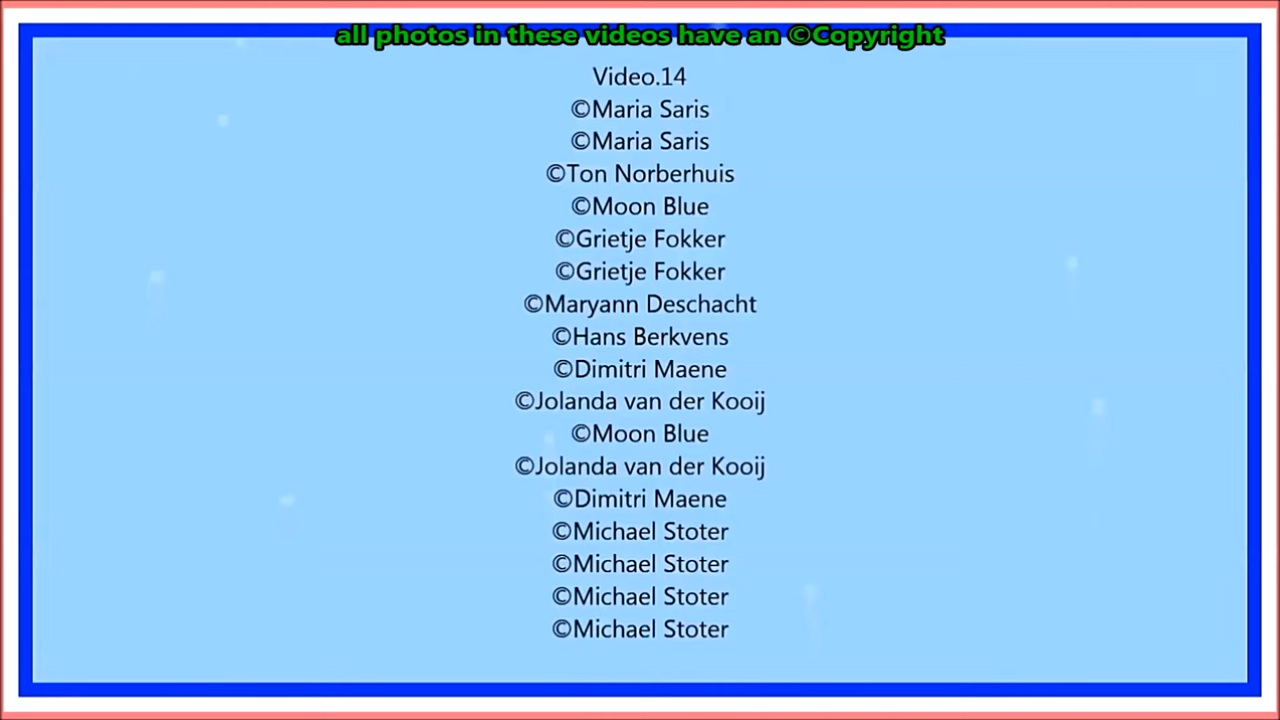 all photos in these videos have an ©Copyright
Video.14
©Maria Saris
©Maria Saris
©Ton Norberhuis
©Moon Blue
©Grietje Fokker
©Grietje Fokker
©Maryann Deschacht
©Hans Berkvens
©Dimitri Maene
©Jolanda van der Kooij
©Moon Blue
©Jolanda van der Kooij
©Dimitri Maene
©Michael Stoter
©Michael Stoter
©Michael Stoter
©Michael Stoter